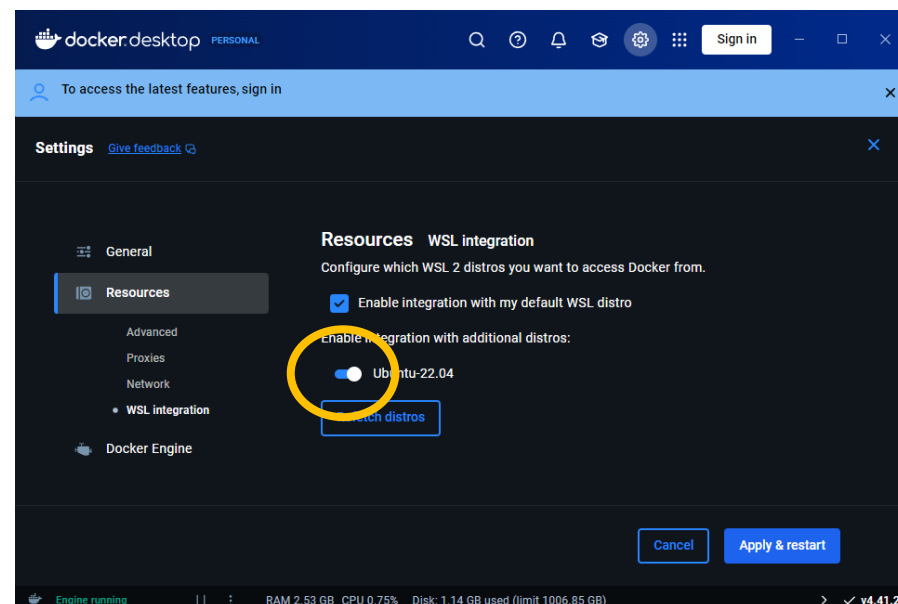 docker.desktop PERSONAL Sign in
To access the latest features, sign in
Settings Give feedback
General
Resources
Advanced
Proxies
Network
WSL integration
Docker Engine
Resources WSL integration
Configure which WSL 2 distros you want to access Docker from.
Enable integration with my default WSL distro
Enable integration with additional distros:
Ubuntu-22.04
Refetch distros
Cancel Apply & restart
Engine running RAM 2.53 GB CPU 0.75% Disk: 1.14 GB used (limit 1006.85 GB) v4.41.2